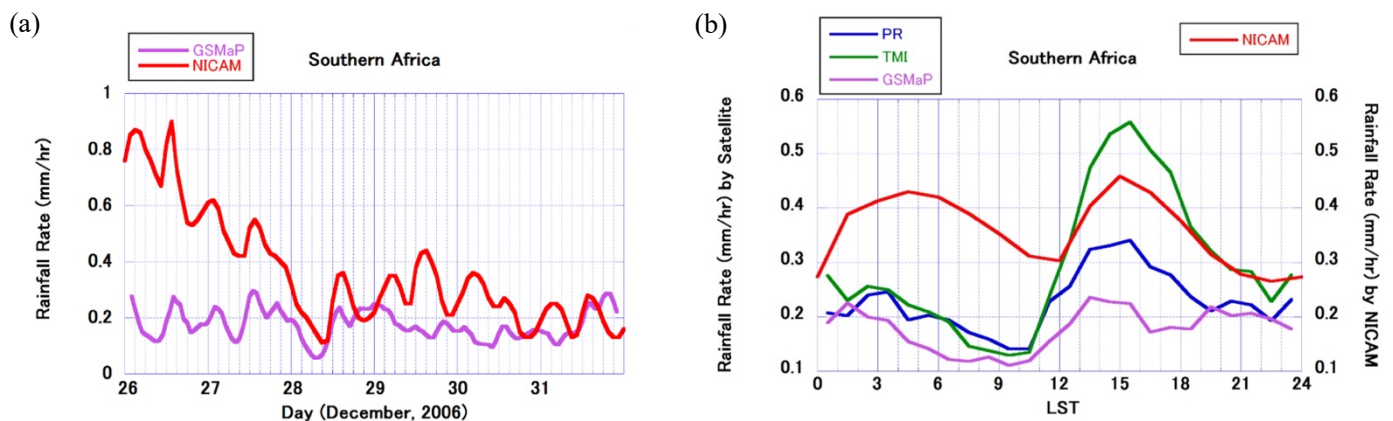 (a)
GSMaP
NICAM
Southern Africa
Rainfall Rate (mm/hr)
1
0.8
0.6
0.4
0.2
0
26 27 28 29 30 31
Day (December, 2006)
(b)
PR
TMI
GSMaP
Southern Africa
NICAM
Rainfall Rate (mm/hr) by Satellite
0.6
0.5
0.4
0.3
0.2
0.1
0 3 6 9 12 15 18 21 24
LST
0.6
0.5
0.4
0.3
0.2
0.1
Rainfall Rate (mm/hr) by NICAM